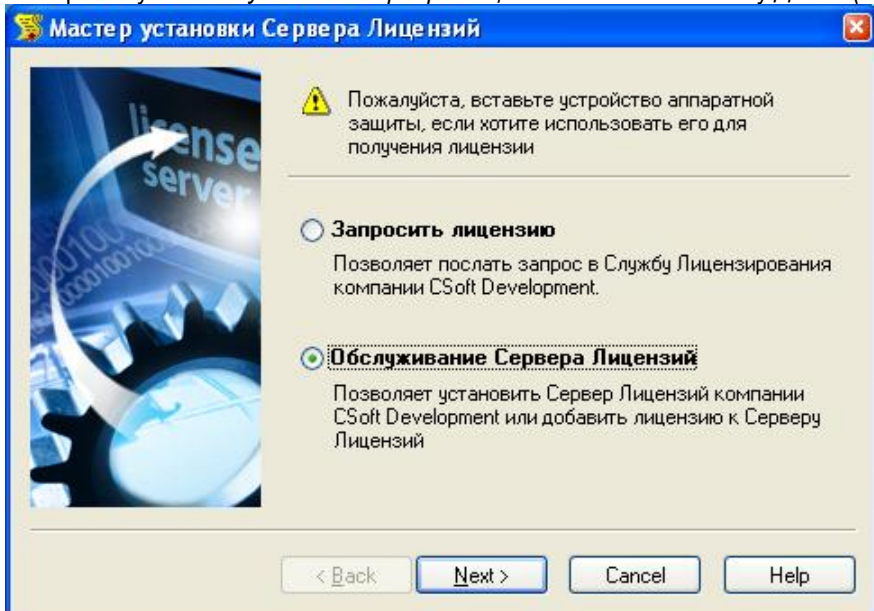 Мастер установки Сервера Лицензий
license
server
Пожалуйста, вставьте устройство аппаратной
защиты, если хотите использовать его для
получения лицензии
Запросить лицензию
Позволяет послать запрос в Службу Лицензирования
компании CSoft Development.
Обслуживание Сервера Лицензий
Позволяет установить Сервер Лицензий компании
CSoft Development или добавить лицензию к Серверу
Лицензий
< Back
Next >
Cancel
Help